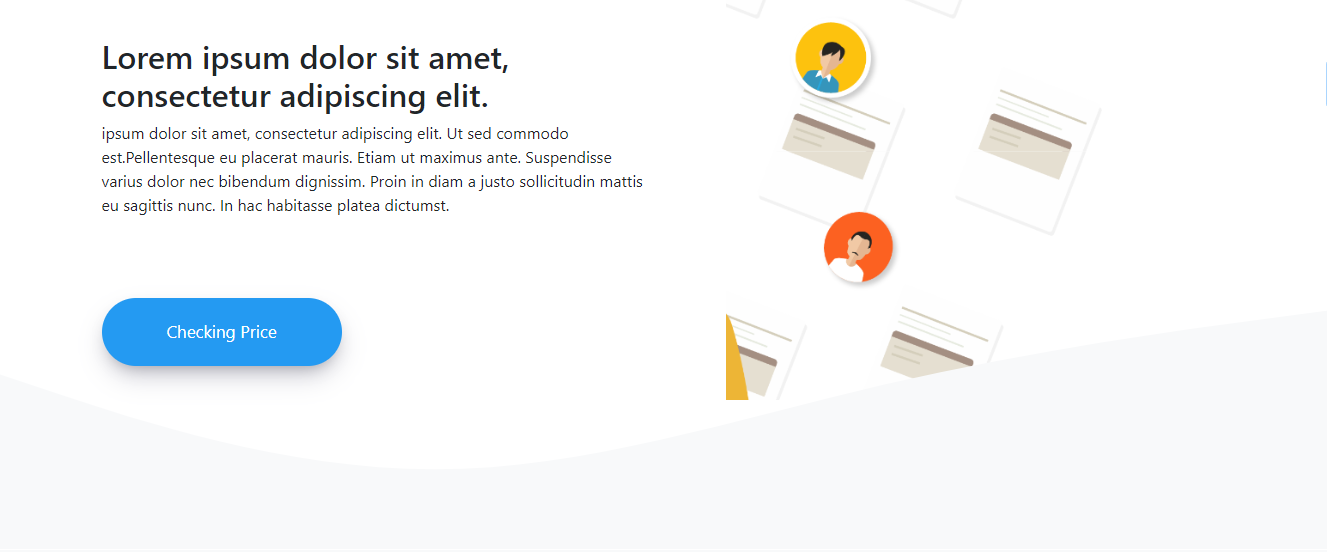 Lorem ipsum dolor sit amet,
consectetur adipiscing elit.
ipsum dolor sit amet, consectetur adipiscing elit. Ut sed commodo
est.Pellentesque eu placerat mauris. Etiam ut maximus ante. Suspendisse
varius dolor nec bibendum dignissim. Proin in diam a justo sollicitudin mattis
eu sagittis nunc. In hac habitasse platea dictumst.
Checking Price